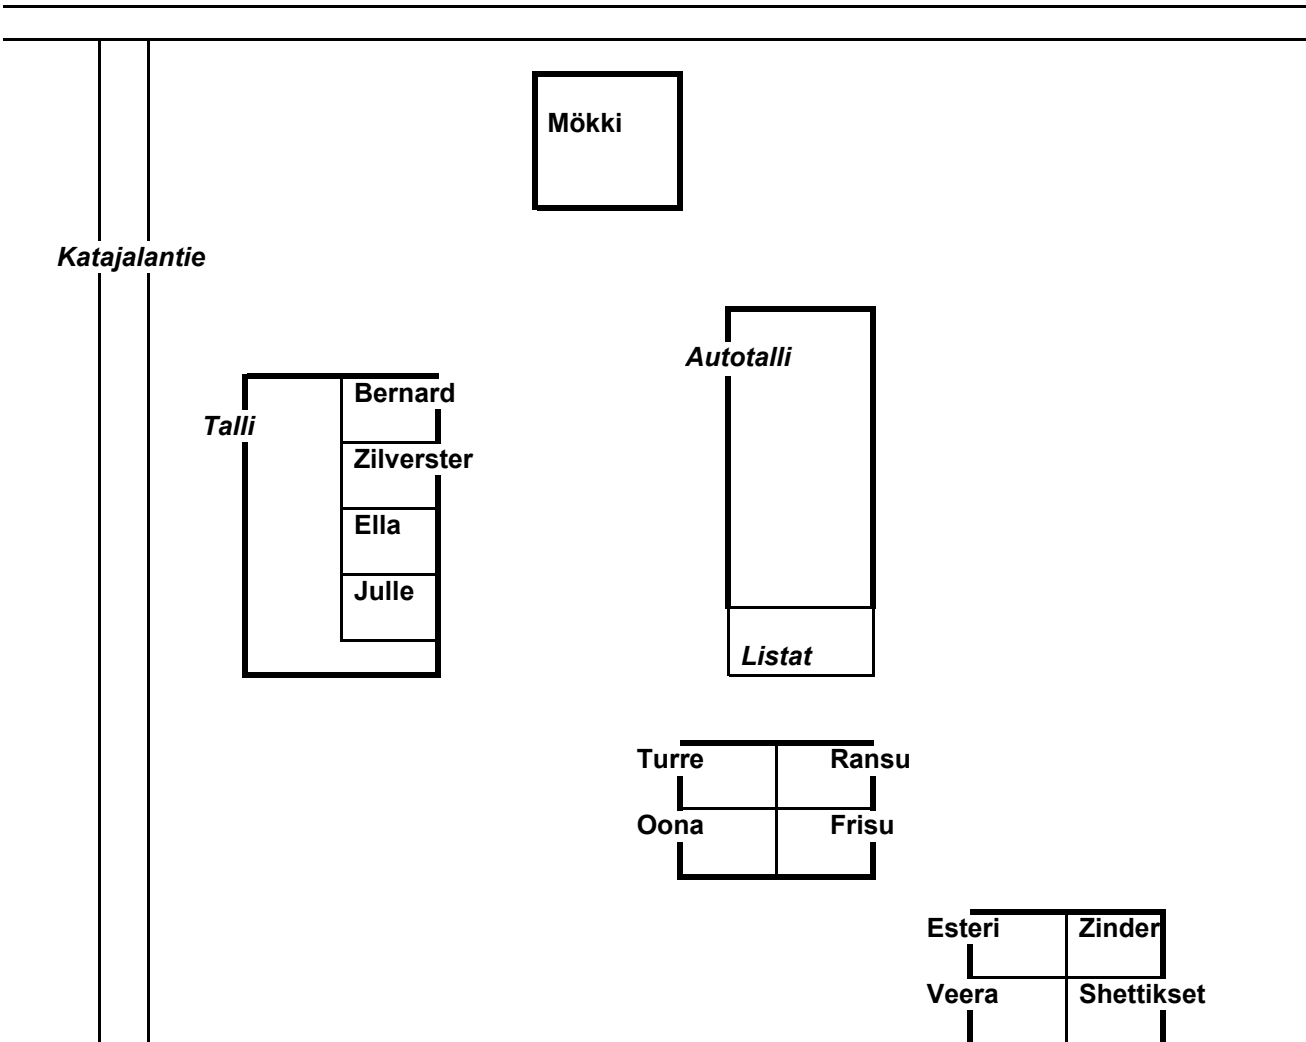 Mökki
Katajalantie
Autotalli
Bernard
Talli
Zilverster
Ella
Julle
Listat
Turre Ransu
Oona Frisu
Esteri Zinder
Veera Shettikset